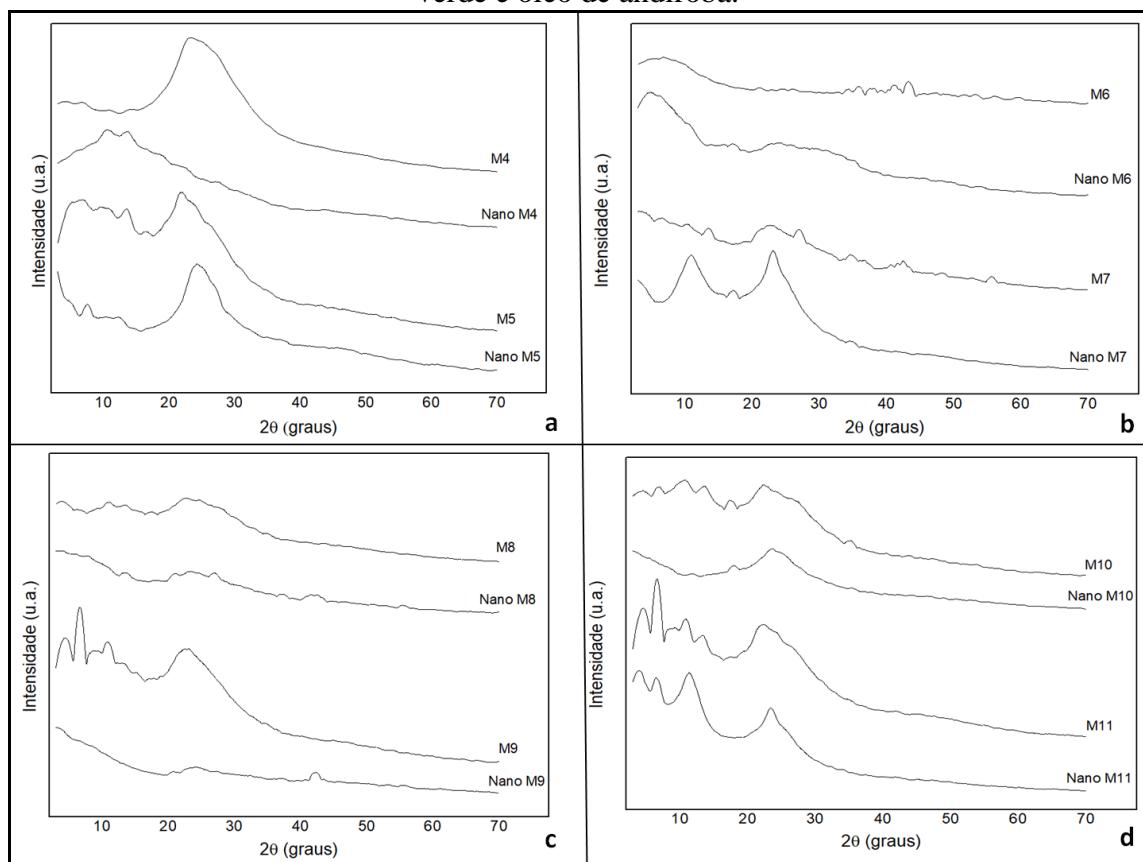 verde e óleo de andiroba.
Intensidade (u.a.)
M4
Nano M4
M5
Nano M5
10 20 30 40 50 60 70
2θ (graus)
a
Intensidade (u.a.)
M6
Nano M6
M7
Nano M7
10 20 30 40 50 60 70
2θ (graus)
b
Intensidade (u.a.)
M8
Nano M8
M9
Nano M9
10 20 30 40 50 60 70
2θ (graus)
c
Intensidade (u.a.)
M10
Nano M10
M11
Nano M11
10 20 30 40 50 60 70
2θ (graus)
d